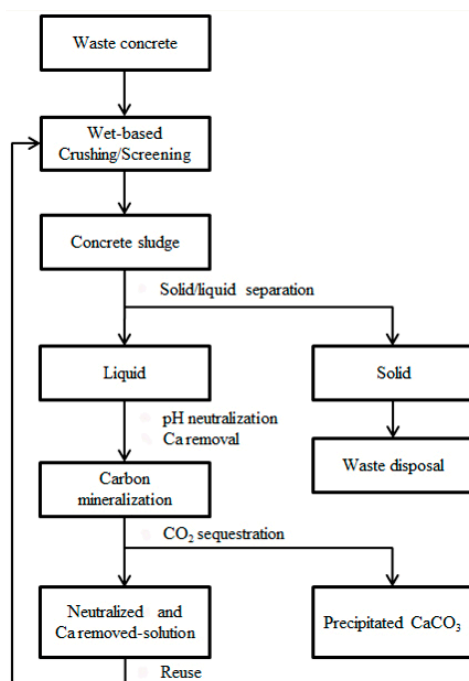 Waste concrete
Wet-based
Crushing/Screening
Concrete sludge
Solid/liquid separation
Liquid
Solid
pH neutralization
Ca removal
Waste disposal
Carbon
mineralization
CO₂ sequestration
Neutralized and
Ca removed-solution
Precipitated CaCO₃
Reuse